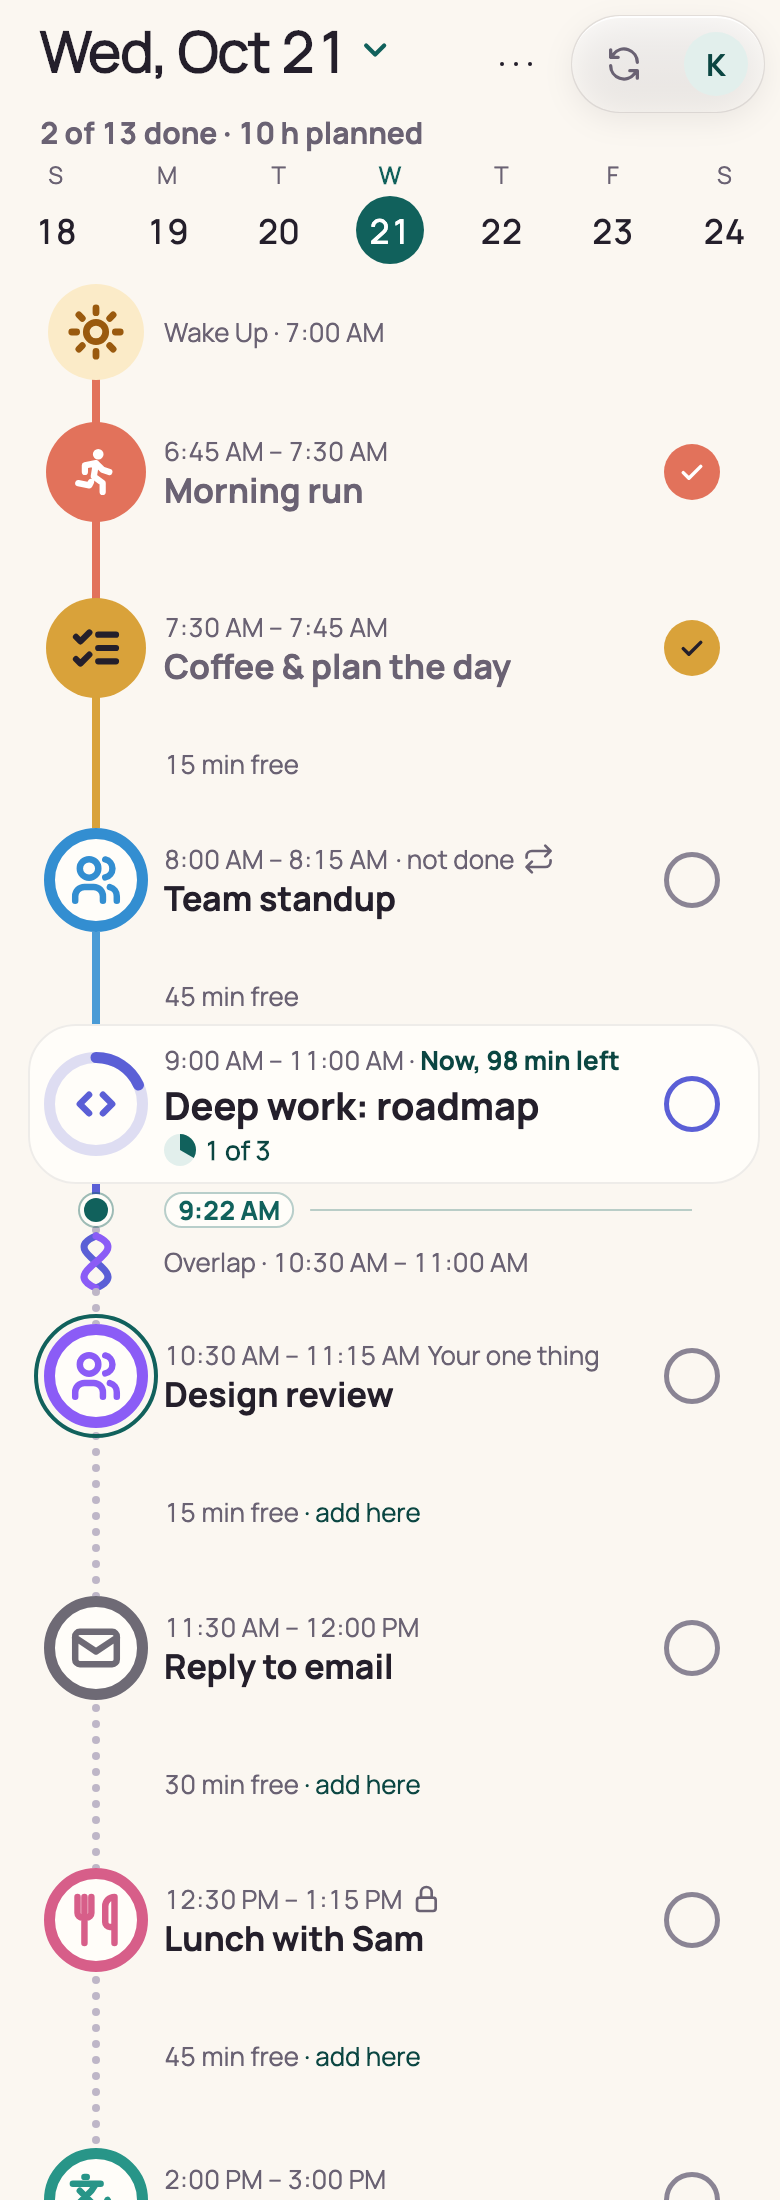 Wed, Oct 21
...
K
2 of 13 done · 10 h planned
S M T W T F S
18 19 20 21 22 23 24
Wake Up · 7:00 AM
6:45 AM – 7:30 AM
Morning run
7:30 AM – 7:45 AM
Coffee & plan the day
15 min free
8:00 AM – 8:15 AM · not done
Team standup
45 min free
9:00 AM – 11:00 AM · Now, 98 min left
Deep work: roadmap
1 of 3
9:22 AM
Overlap · 10:30 AM – 11:00 AM
10:30 AM – 11:15 AM Your one thing
Design review
15 min free · add here
11:30 AM – 12:00 PM
Reply to email
30 min free · add here
12:30 PM – 1:15 PM
Lunch with Sam
45 min free · add here
2:00 PM – 3:00 PM